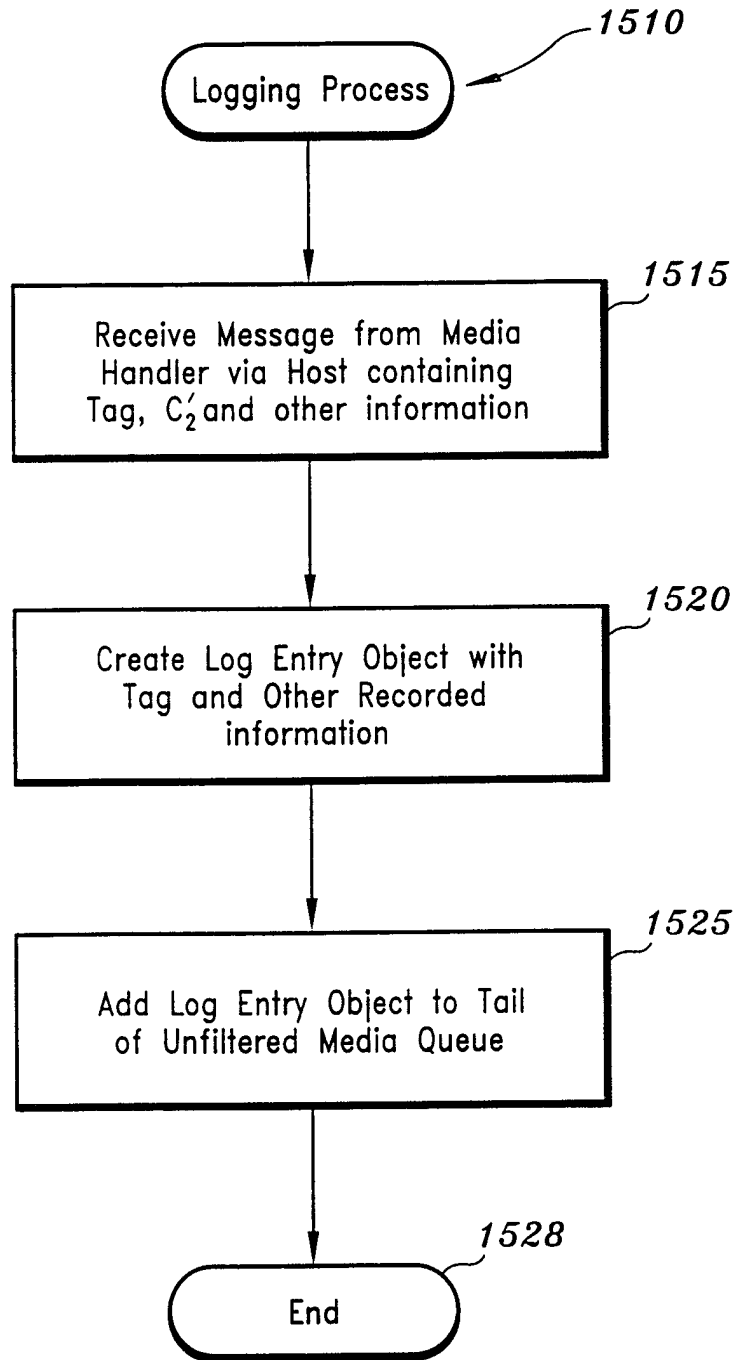 1510
Logging Process
1515
Receive Message from Media
Handler via Host containing
Tag, C₂′ and other information
1520
Create Log Entry Object with
Tag and Other Recorded
information
1525
Add Log Entry Object to Tail
of Unfiltered Media Queue
1528
End